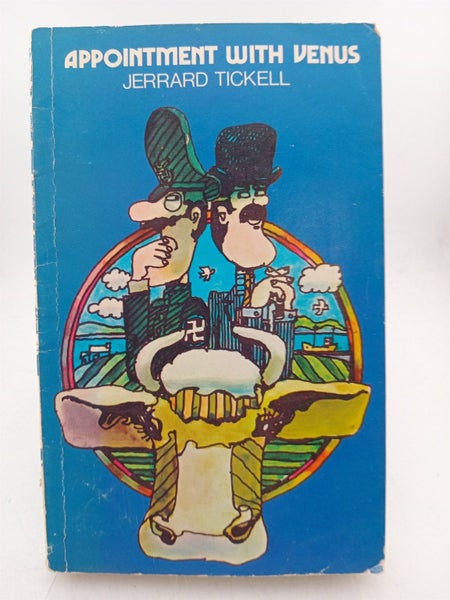 APPOINTMENT WITH VENUS
JERRARD TICKELL